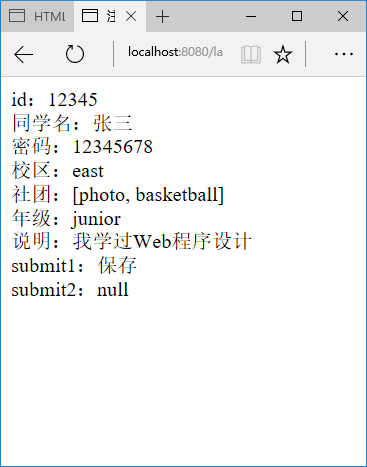 HTML
注
localhost:8080/la
id：12345
同学名：张三
密码：12345678
校区：east
社团：[photo, basketball]
年级：junior
说明：我学过Web程序设计
submit1：保存
submit2：null